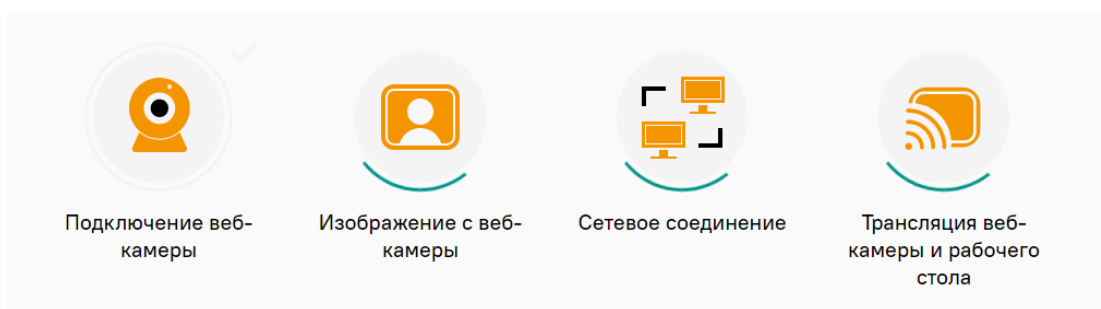 Подключение веб-
камеры
Изображение с веб-
камеры
Сетевое соединение
Трансляция веб-
камеры и рабочего
стола